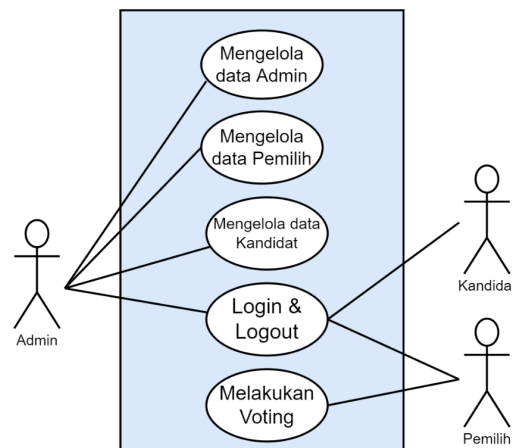 Mengelola
data Admin
Mengelola
data Pemilih
Mengelola data
Kandidat
Login &
Logout
Melakukan
Voting
Admin
Kandida
Pemilih